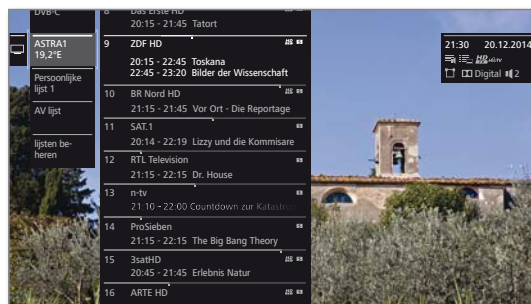 DVB-C
ASTRA1
19,2°E
Persoonlijke
lijst 1
AV lijst
lijsten be-
heren
8 Das Erste HD
20:15 - 21:45 Tatort
9 ZDF HD
20:15 - 22:45 Toskana
22:45 - 23:20 Bilder der Wissenschaft
10 BR Nord HD
21:15 - 21:45 Vor Ort - Die Reportage
11 SAT.1
20:14 - 22:19 Lizzy und die Kommisare
12 RTL Television
21:15 - 22:15 Dr. House
13 n-tv
21:10 - 22:00 Countdown zur Katastrop
14 ProSieben
21:15 - 22:15 The Big Bang Theory
15 3satHD
20:45 - 21:45 Erlebnis Natur
16 ARTE HD
21:30 20.12.2014
Digital 2